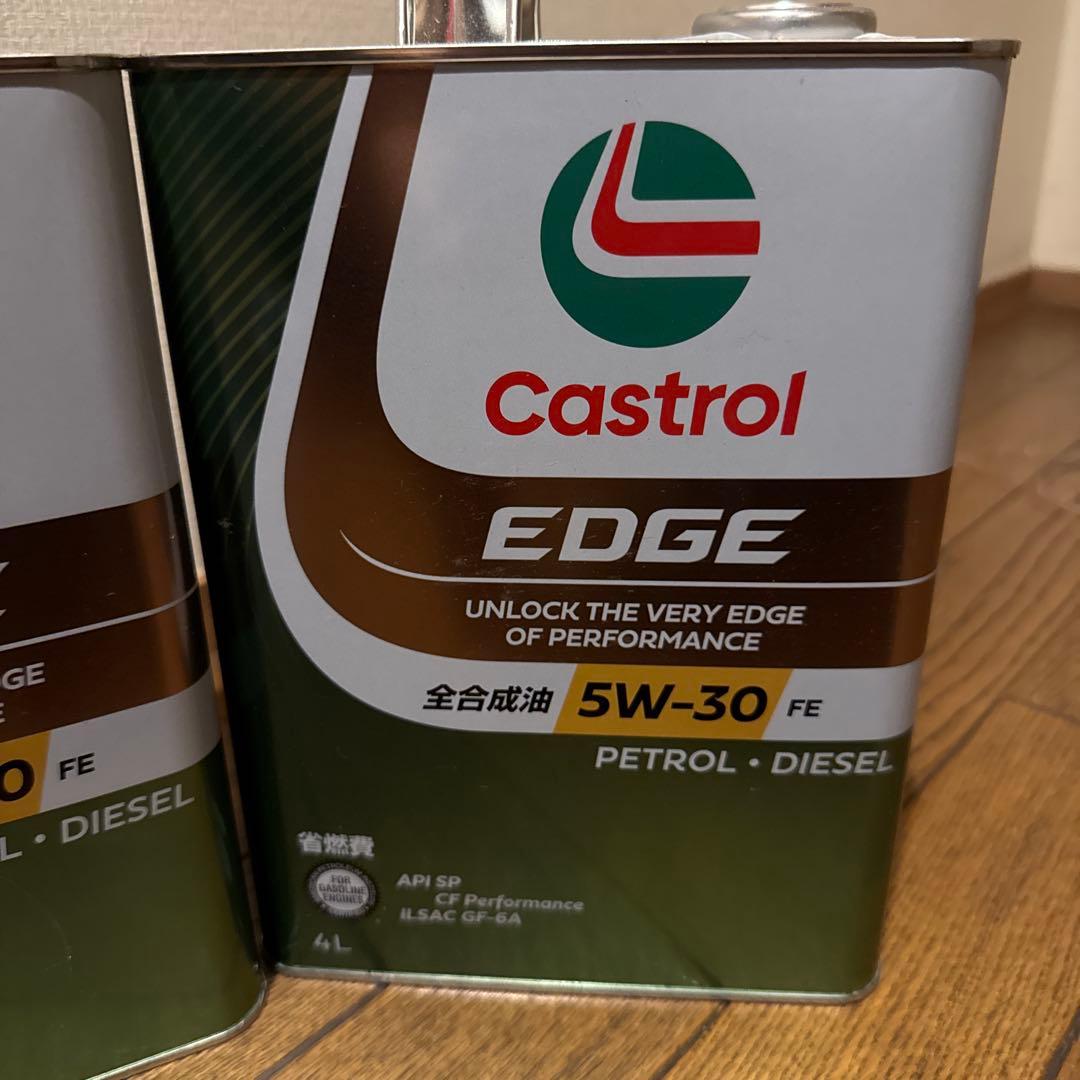 Castrol
EDGE
UNLOCK THE VERY EDGE
OF PERFORMANCE
全合成油 5W-30 FE
PETROL • DIESEL
省燃費
FOR
GASOLINE
ENGINES
API SP
CF Performance
ILSAC GF-6A
4L
GE
E
0 FE
L • DIESEL